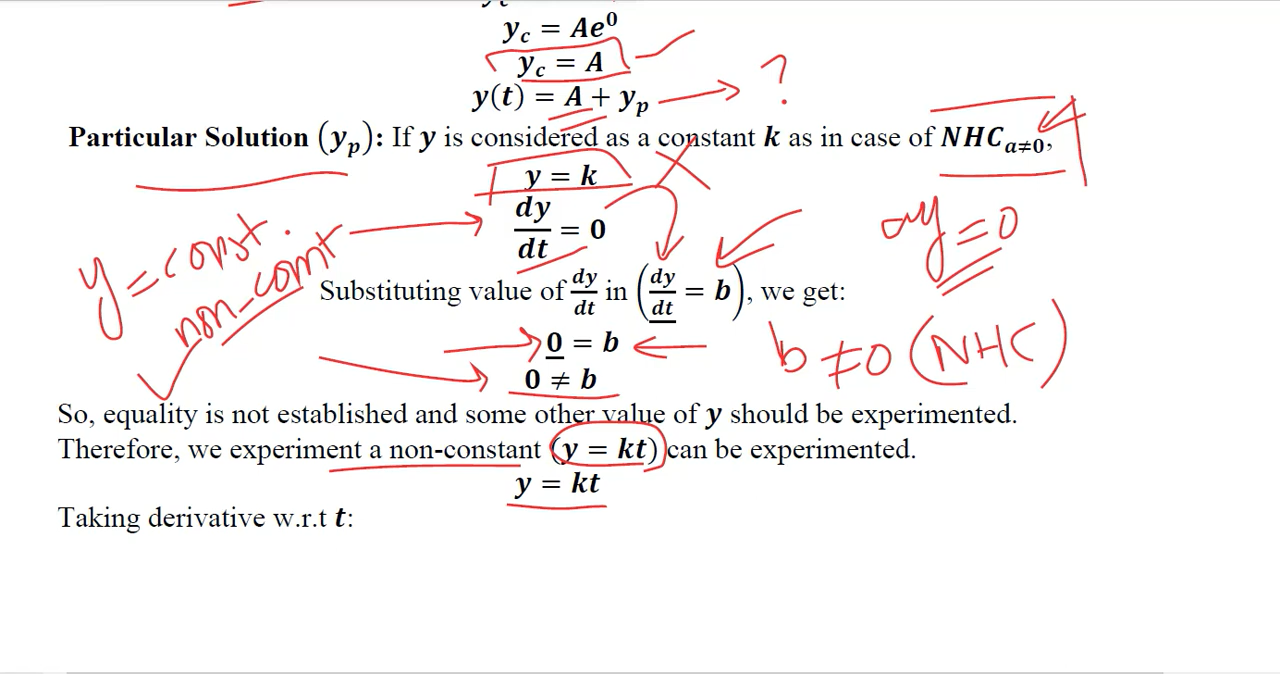 y_c = Ae^0
y_c = A
y(t) = A + y_p ?
Particular Solution (y_p): If y is considered as a constant k as in case of NHC_{a≠0},
y = k
dy/dt = 0
ay = 0
y = const.
non-const
Substituting value of dy/dt in (dy/dt = b), we get:
0 = b
b ≠ 0 (NHC)
0 ≠ b
So, equality is not established and some other value of y should be experimented.
Therefore, we experiment a non-constant (y = kt) can be experimented.
y = kt
Taking derivative w.r.t t: